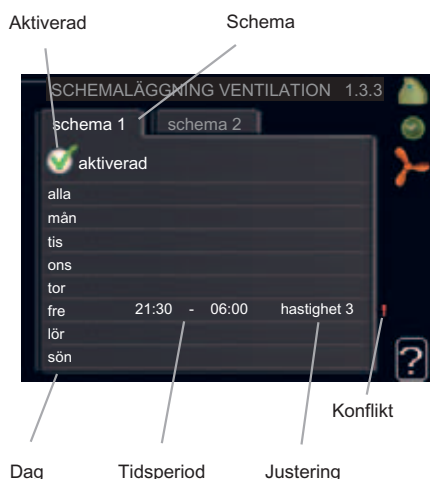 Aktiverad Schema
SCHEMALÄGGNING VENTILATION 1.3.3
schema 1 schema 2
aktiverad
alla
mån
tis
ons
tor
fre 21:30 - 06:00 hastighet 3 !
lör
sön
?
Konflikt
Dag Tidsperiod Justering